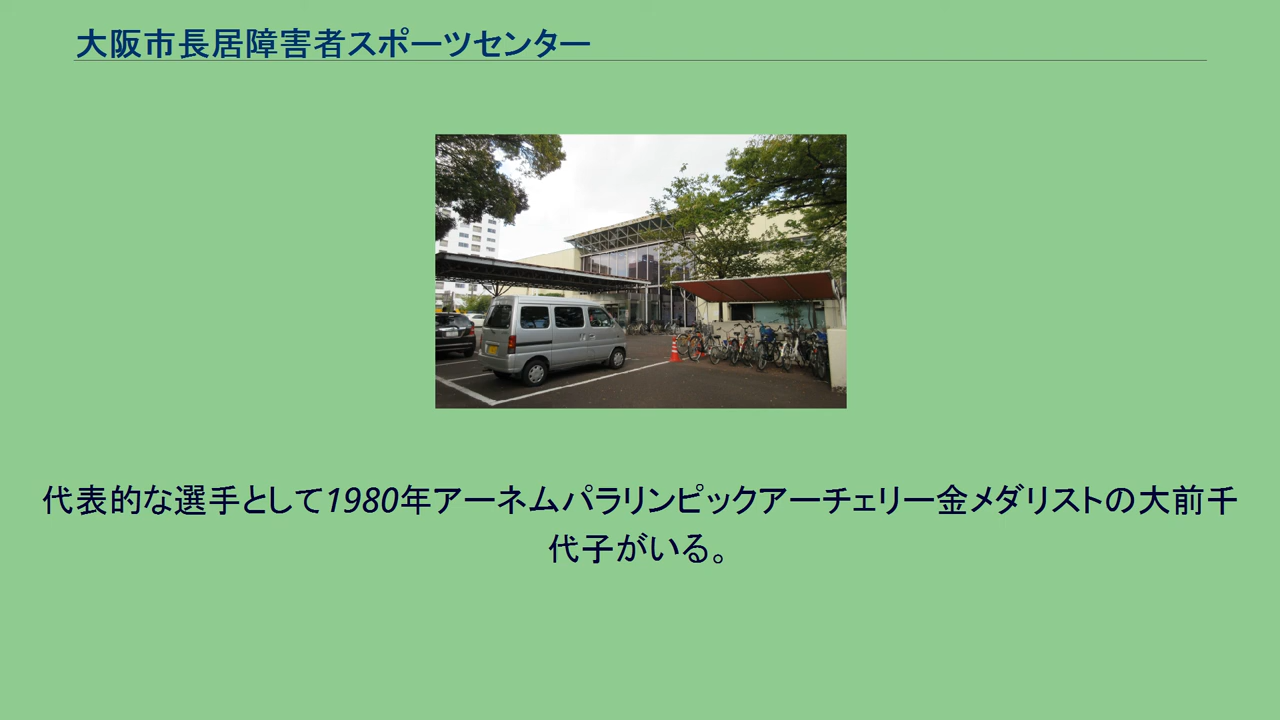 大阪市長居障害者スポーツセンター
代表的な選手として1980年アーネムパラリンピックアーチェリー金メダリストの大前千
代子がいる。